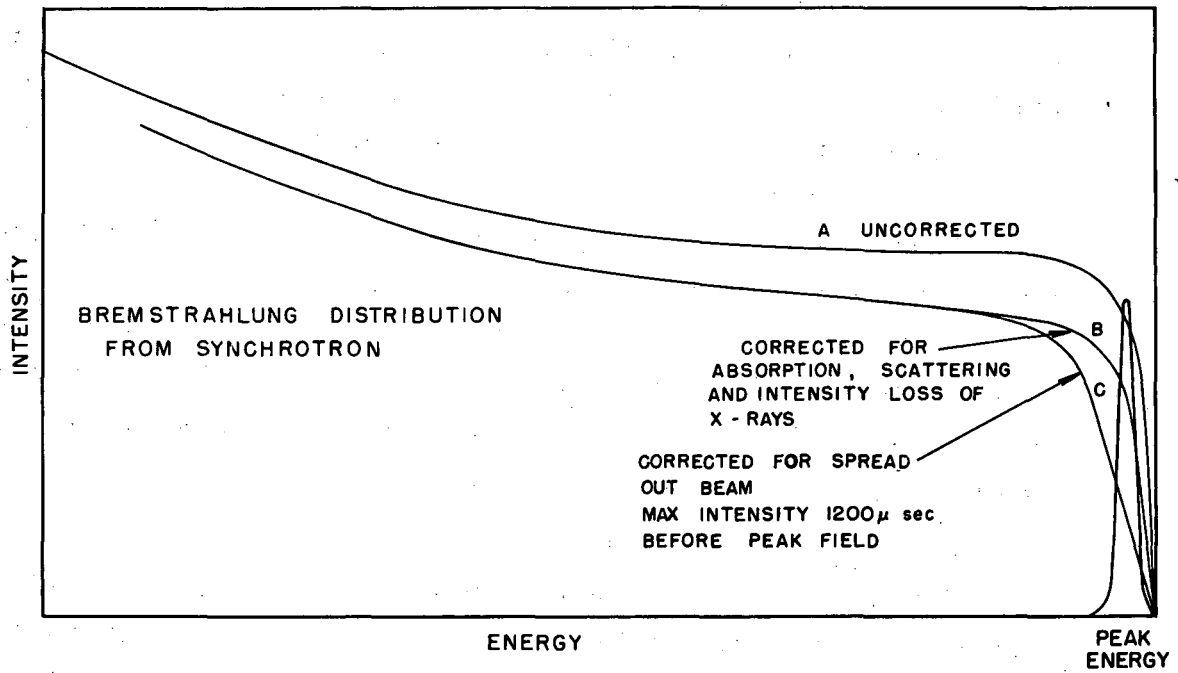 INTENSITY
BREMSTRAHLUNG DISTRIBUTION
FROM SYNCHROTRON
A UNCORRECTED
B
CORRECTED FOR
ABSORPTION, SCATTERING
AND INTENSITY LOSS OF
X - RAYS
C
CORRECTED FOR SPREAD
OUT BEAM
MAX INTENSITY 1200μ sec
BEFORE PEAK FIELD
ENERGY
PEAK
ENERGY